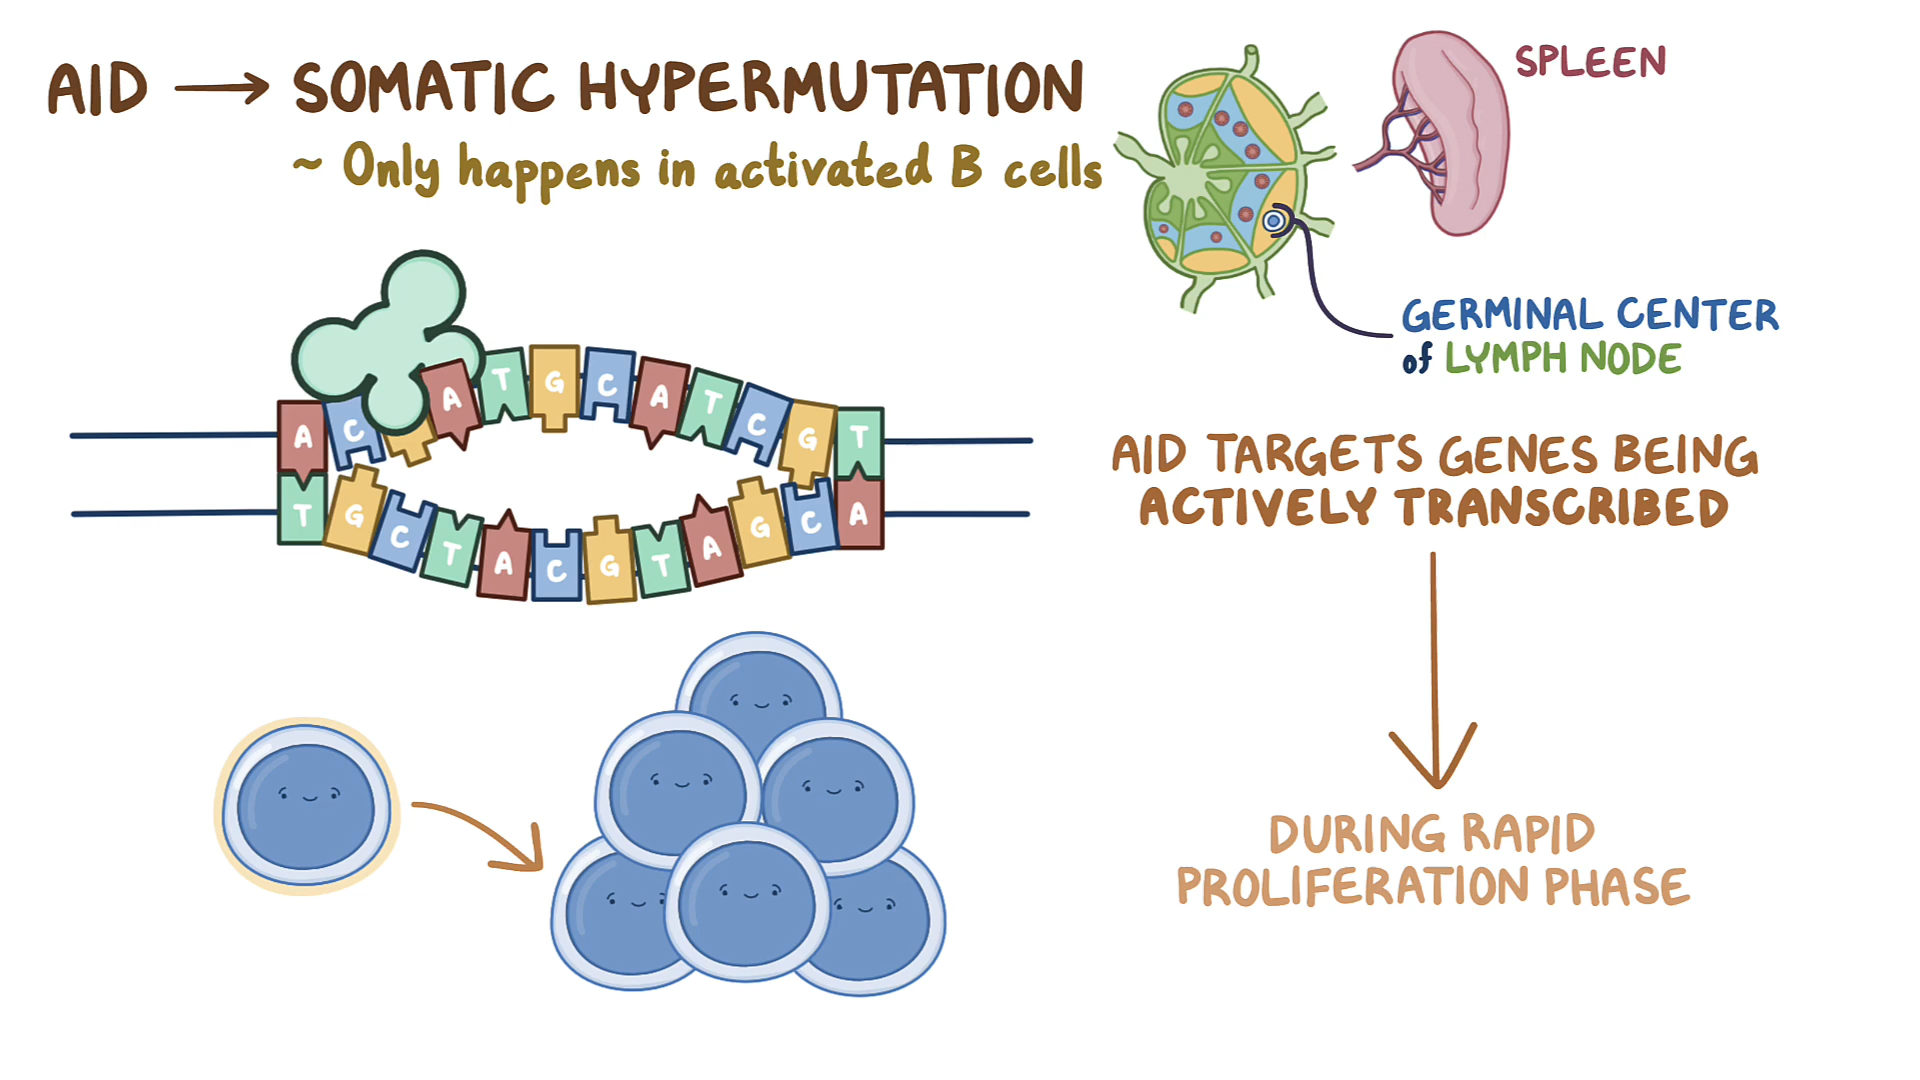 AID → SOMATIC HYPERMUTATION
~ Only happens in activated B cells
SPLEEN
GERMINAL CENTER
of LYMPH NODE
A C A T G C A T C G T
T G C T A C G T A G C A
AID TARGETS GENES BEING
ACTIVELY TRANSCRIBED
DURING RAPID
PROLIFERATION PHASE